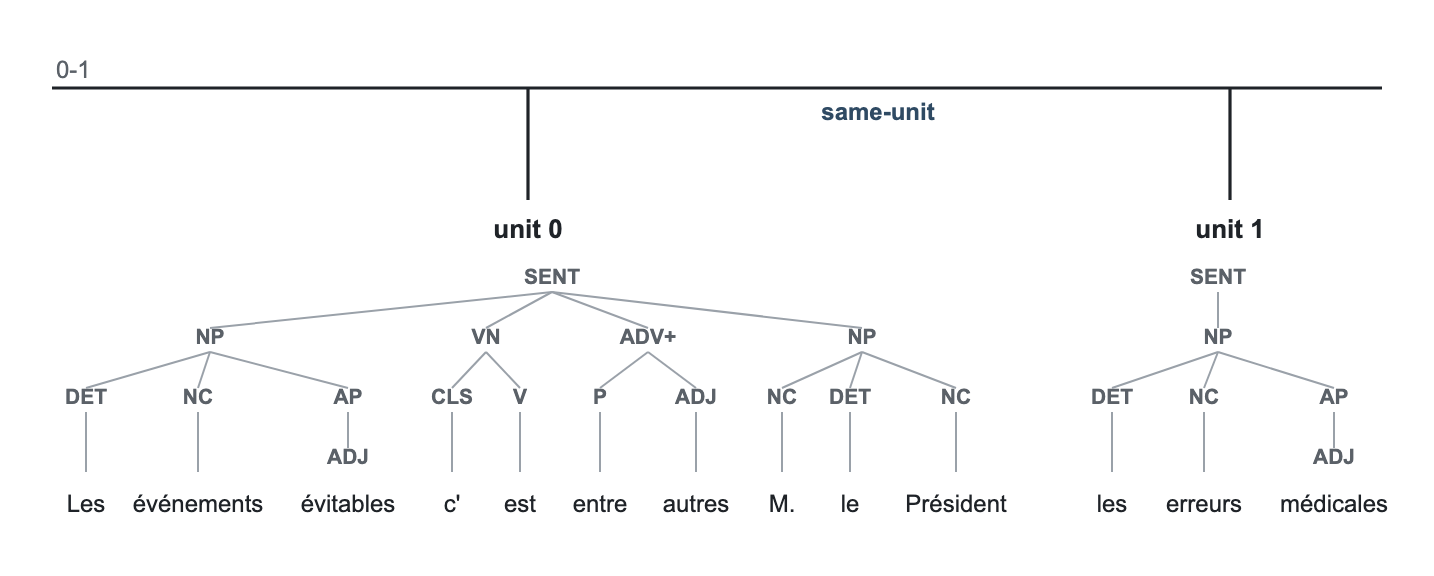 0-1
same-unit
unit 0 unit 1
SENT SENT
NP VN ADV+ NP NP
DET NC AP CLS V P ADJ NC DET NC DET NC AP
ADJ ADJ
Les événements évitables c' est entre autres M. le Président les erreurs médicales